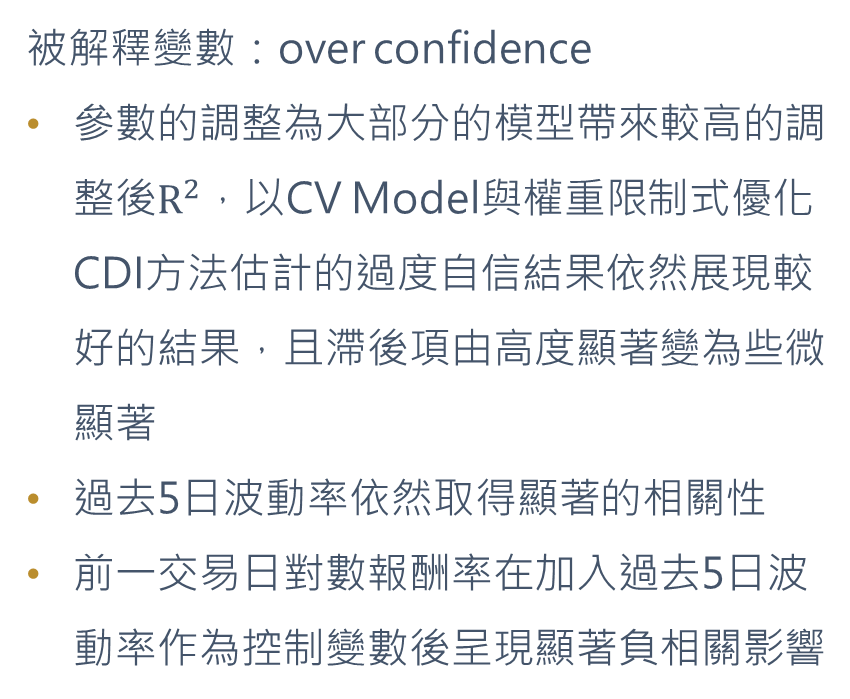 被解釋變數：over confidence
• 參數的調整為大部分的模型帶來較高的調
整後R²，以CV Model與權重限制式優化
CDI方法估計的過度自信結果依然展現較
好的結果，且滯後項由高度顯著變為些微
顯著
• 過去5日波動率依然取得顯著的相關性
• 前一交易日對數報酬率在加入過去5日波
動率作為控制變數後呈現顯著負相關影響